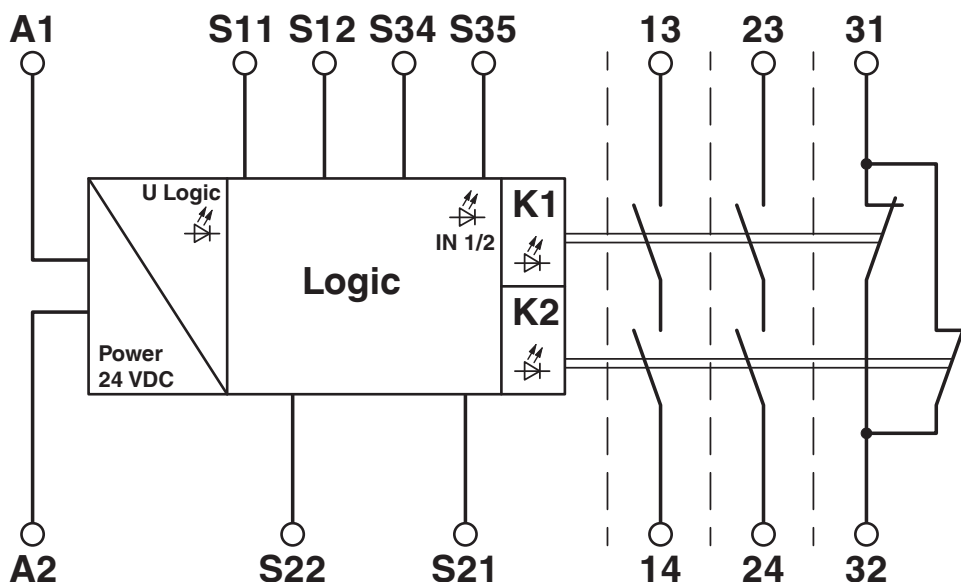 A1 S11 S12 S34 S35 13 23 31
U Logic
K1
IN 1/2
Logic
K2
Power
24 VDC
A2 S22 S21 14 24 32